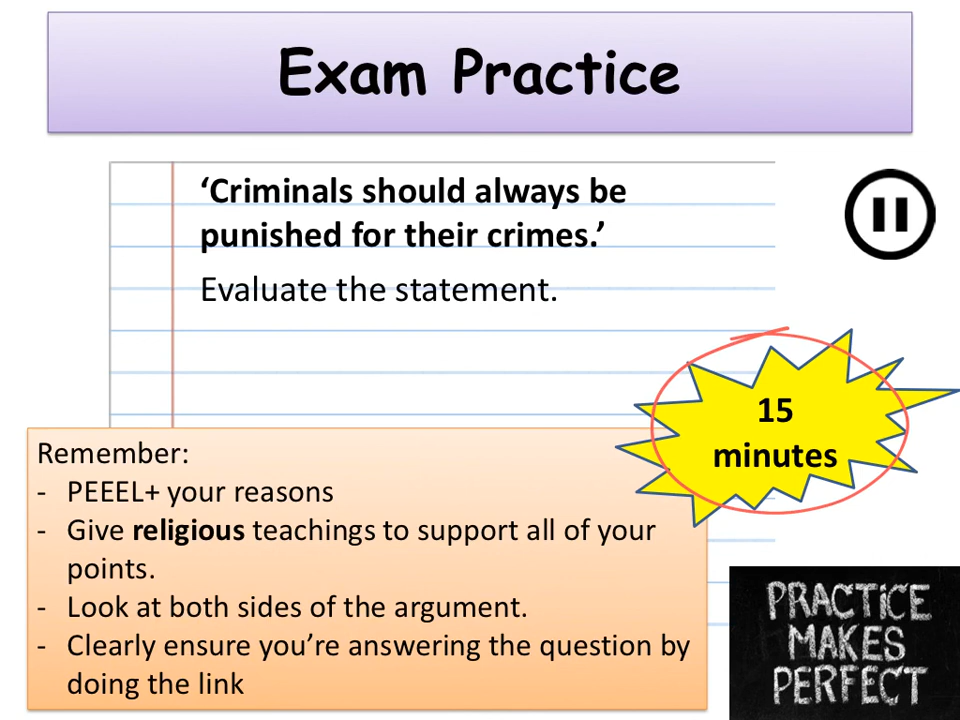 Exam Practice
‘Criminals should always be
punished for their crimes.’
Evaluate the statement.
15
minutes
Remember:
- PEEEL+ your reasons
- Give religious teachings to support all of your
points.
- Look at both sides of the argument.
- Clearly ensure you’re answering the question by
doing the link
PRACTiCE
MAKES
PERFECT